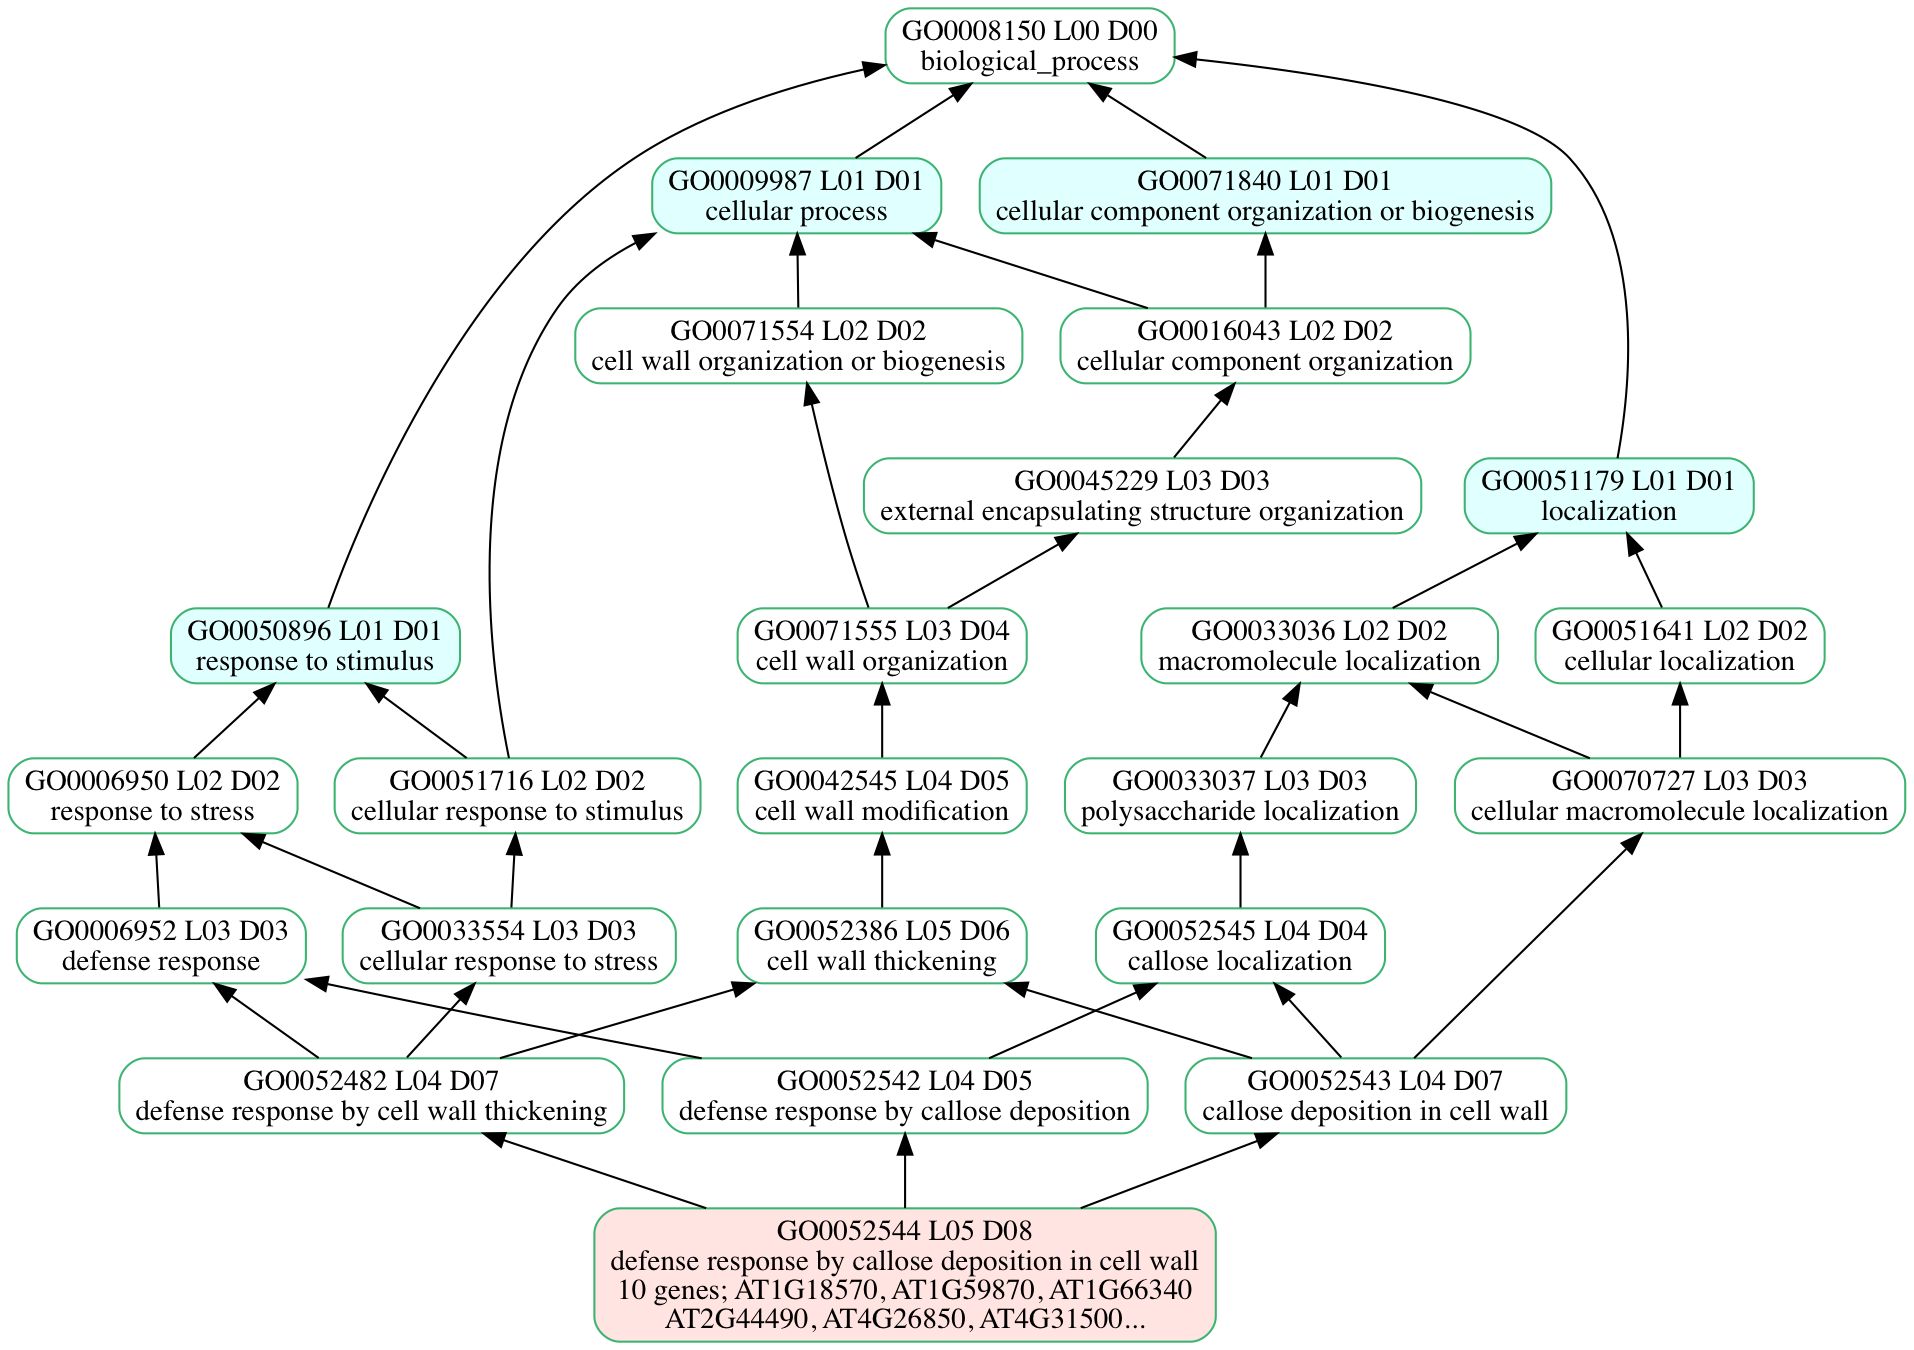 GO0008150 L00 D00
biological_process
GO0009987 L01 D01
cellular process
GO0071840 L01 D01
cellular component organization or biogenesis
GO0071554 L02 D02
cell wall organization or biogenesis
GO0016043 L02 D02
cellular component organization
GO0045229 L03 D03
external encapsulating structure organization
GO0051179 L01 D01
localization
GO0050896 L01 D01
response to stimulus
GO0071555 L03 D04
cell wall organization
GO0033036 L02 D02
macromolecule localization
GO0051641 L02 D02
cellular localization
GO0006950 L02 D02
response to stress
GO0051716 L02 D02
cellular response to stimulus
GO0042545 L04 D05
cell wall modification
GO0033037 L03 D03
polysaccharide localization
GO0070727 L03 D03
cellular macromolecule localization
GO0006952 L03 D03
defense response
GO0033554 L03 D03
cellular response to stress
GO0052386 L05 D06
cell wall thickening
GO0052545 L04 D04
callose localization
GO0052482 L04 D07
defense response by cell wall thickening
GO0052542 L04 D05
defense response by callose deposition
GO0052543 L04 D07
callose deposition in cell wall
GO0052544 L05 D08
defense response by callose deposition in cell wall
10 genes; AT1G18570, AT1G59870, AT1G66340
AT2G44490, AT4G26850, AT4G31500...